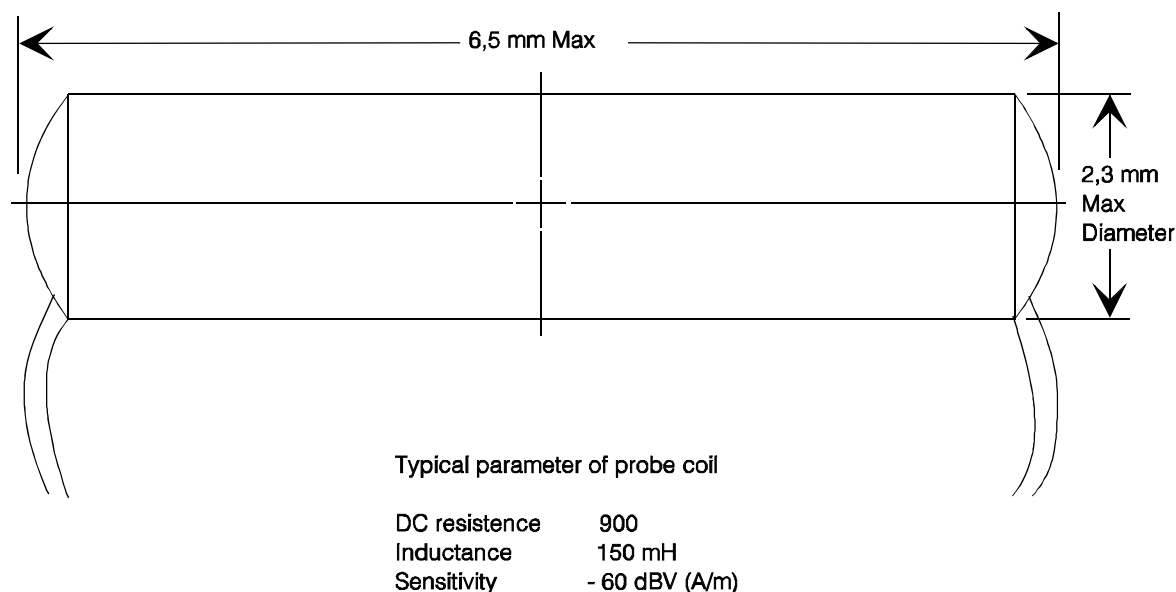 6,5 mm Max
2,3 mm
Max
Diameter
Typical parameter of probe coil
DC resistence 900
Inductance 150 mH
Sensitivity - 60 dBV (A/m)